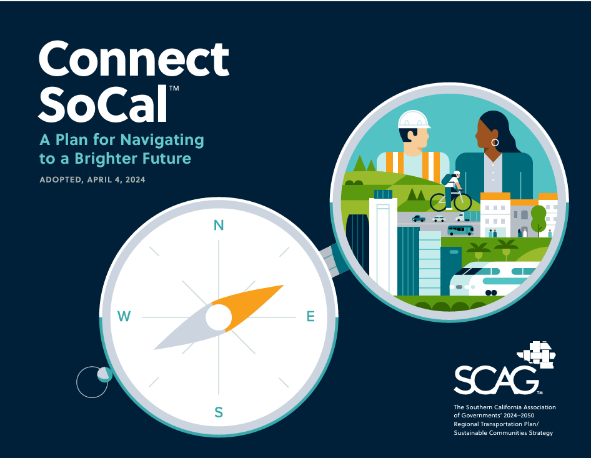 Connect
SoCal™
A Plan for Navigating
to a Brighter Future
ADOPTED, APRIL 4, 2024
N
W
E
S
SCAG™
The Southern California Association
of Governments' 2024–2050
Regional Transportation Plan/
Sustainable Communities Strategy